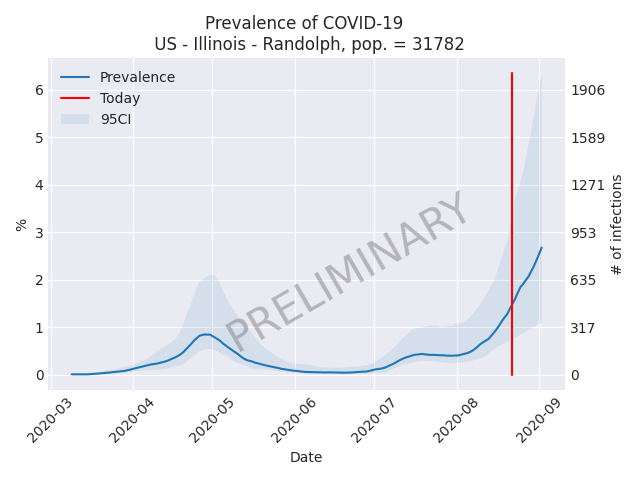 Prevalence of COVID-19
US - Illinois - Randolph, pop. = 31782
Prevalence
Today
95CI
PRELIMINARY
%
6
5
4
3
2
1
0
1906
1589
1271
953
635
317
0
# of infections
2020-03
2020-04
2020-05
2020-06
2020-07
2020-08
2020-09
Date